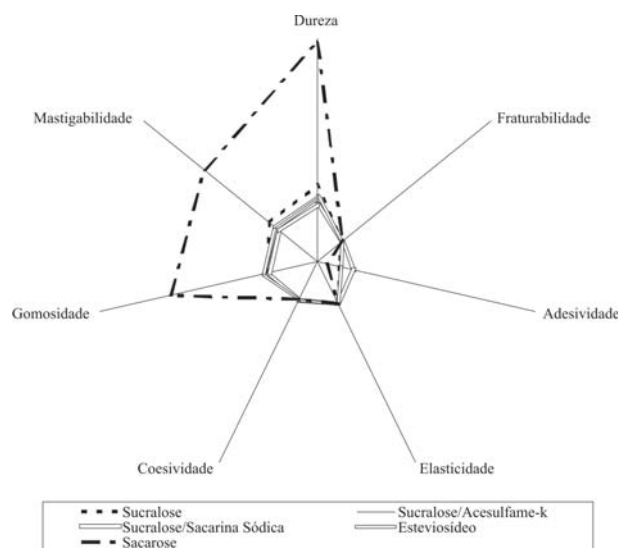 Dureza
Mastigabilidade
Fraturabilidade
Gomosidade
Adesividade
Coesividade
Elasticidade
Sucralose
Sucralose/Acesulfame-k
Sucralose/Sacarina Sódica
Esteviosídeo
Sacarose